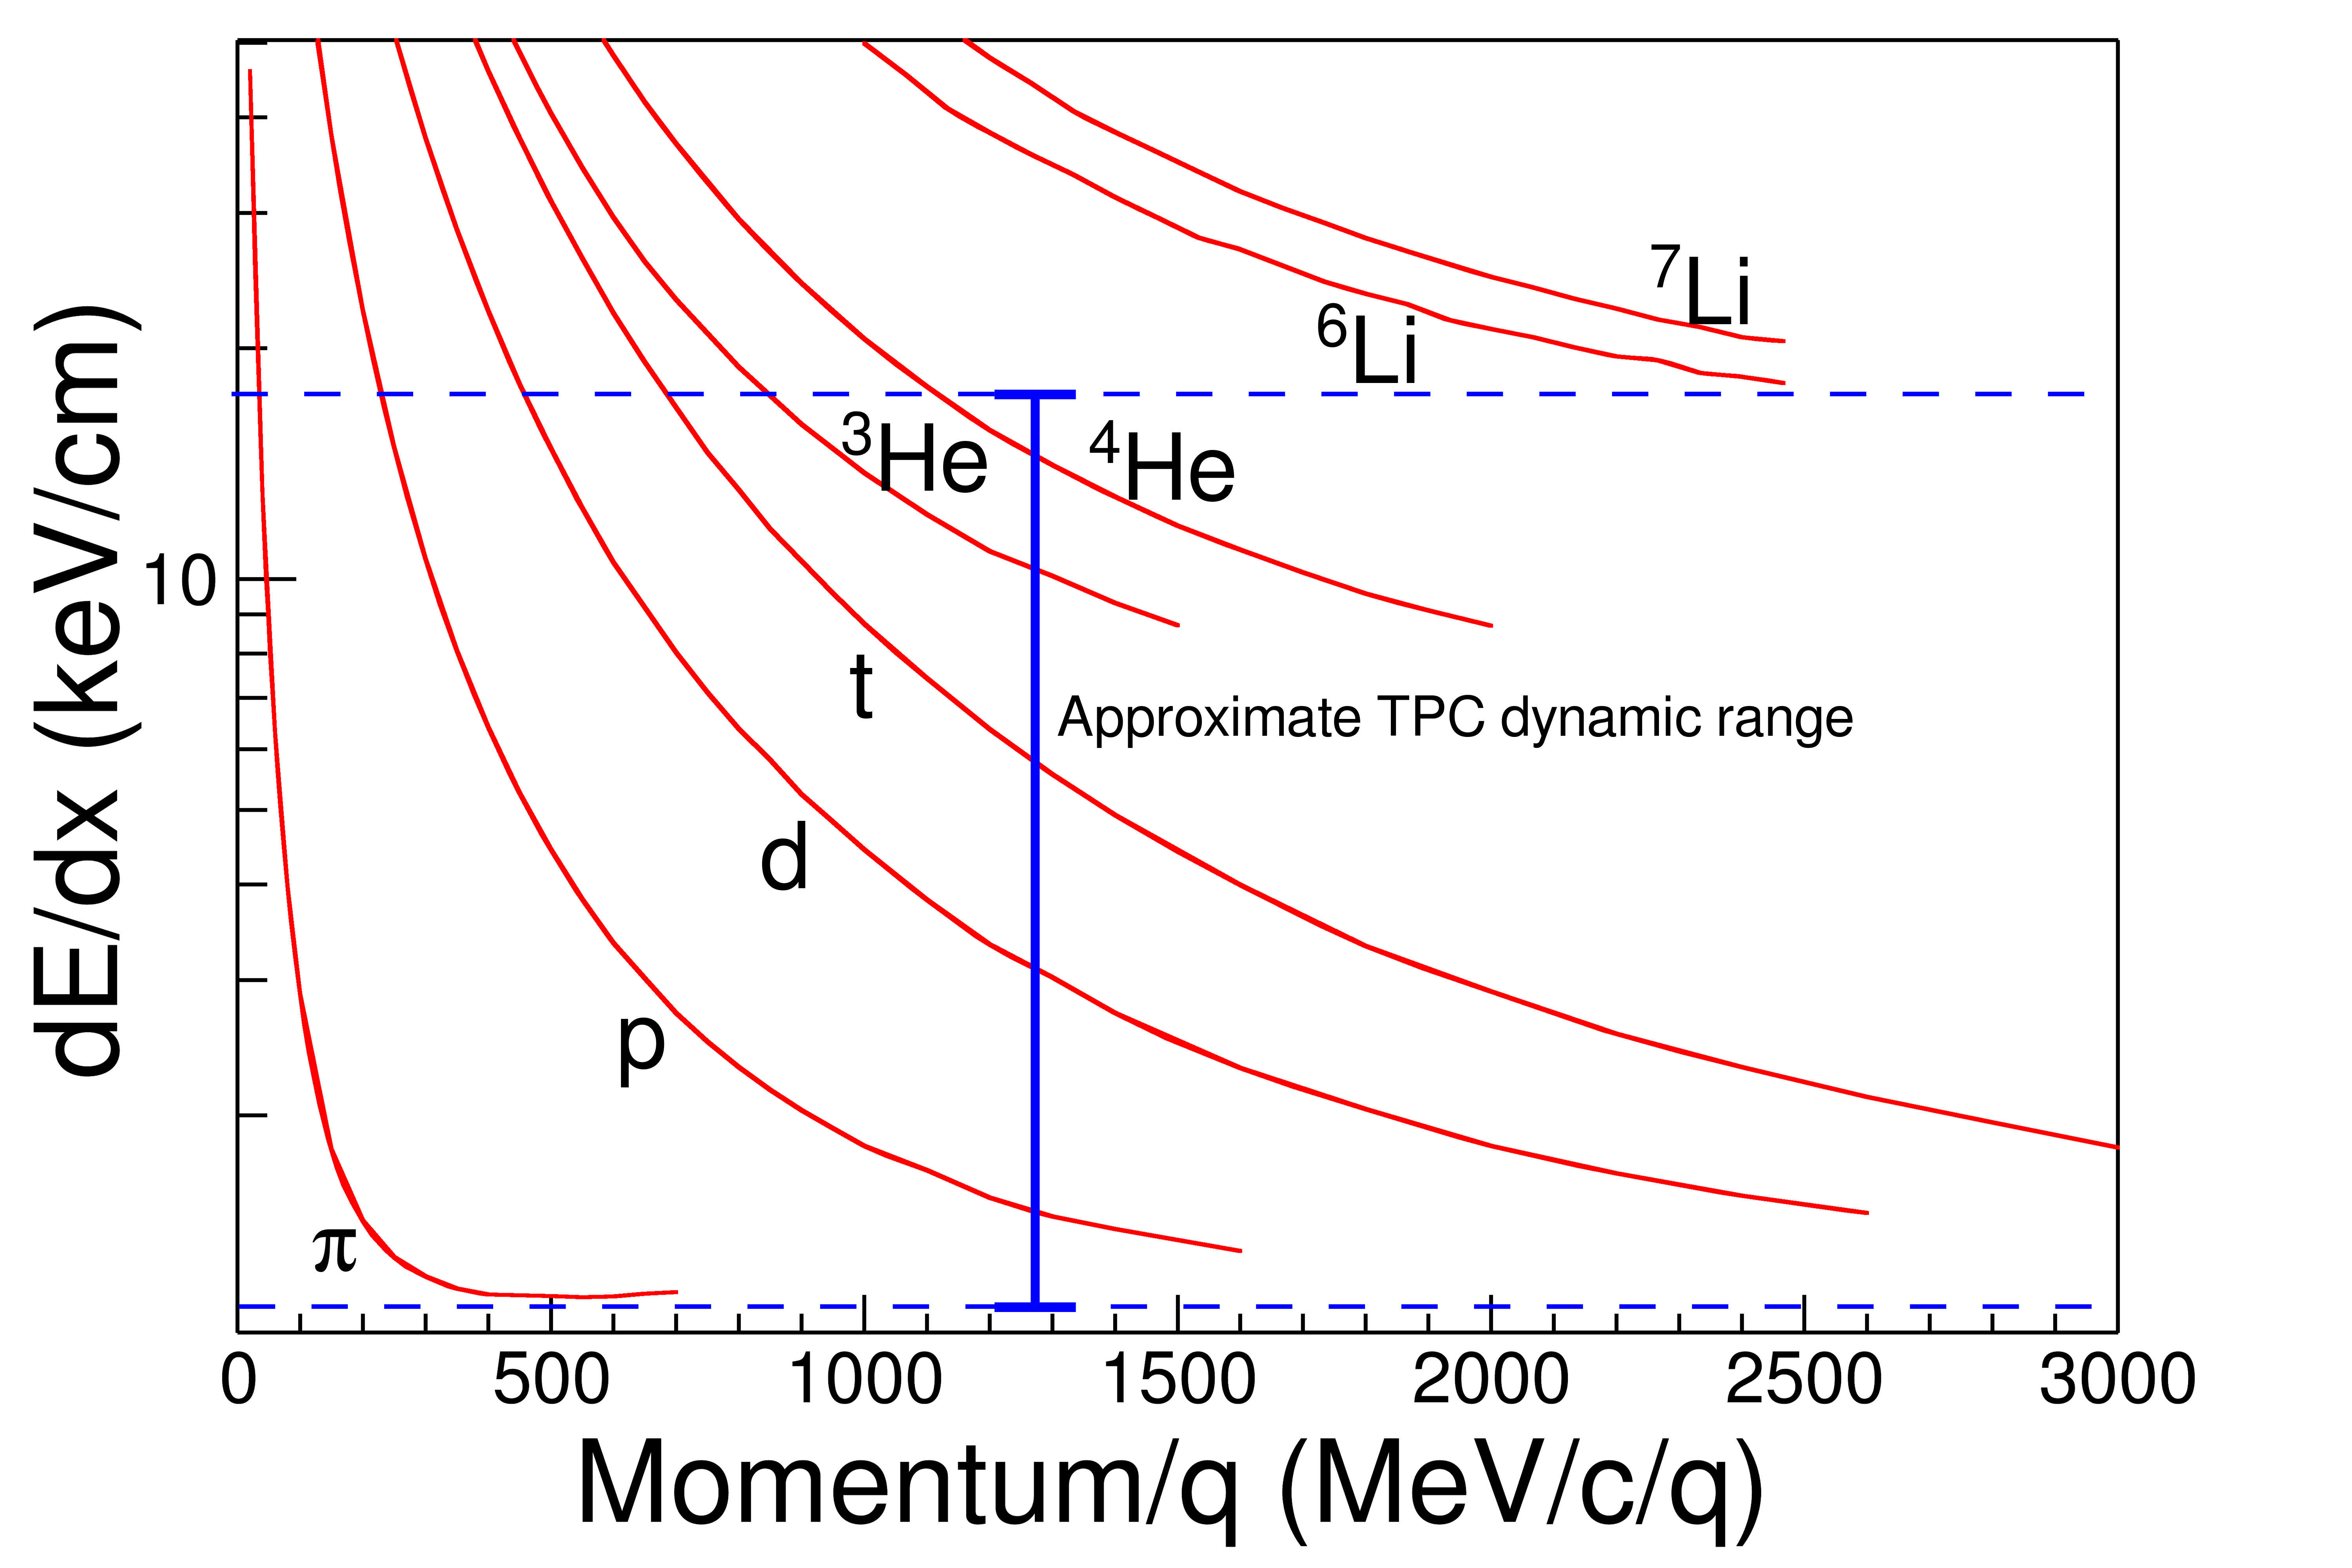 dE/dx (keV/cm)
10
⁷Li
⁶Li
³He
⁴He
t
Approximate TPC dynamic range
d
p
π
0 500 1000 1500 2000 2500 3000
Momentum/q (MeV/c/q)